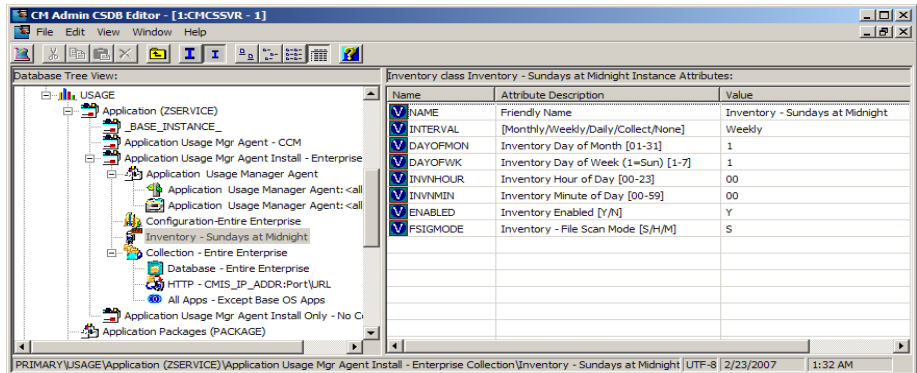 CM Admin CSDB Editor - [1:CMCSSVR - 1]
File Edit View Window Help
Database Tree View:
USAGE
Application (ZSERVICE)
_BASE_INSTANCE_
Application Usage Mgr Agent - CCM
Application Usage Mgr Agent Install - Enterprise
Application Usage Manager Agent
Application Usage Manager Agent: <all
Application Usage Manager Agent: <all
Configuration-Entire Enterprise
Inventory - Sundays at Midnight
Collection - Entire Enterprise
Database - Entire Enterprise
HTTP - CMIS_IP_ADDR:Port\URL
All Apps - Except Base OS Apps
Application Usage Mgr Agent Install Only - No C
Application Packages (PACKAGE)
Inventory class Inventory - Sundays at Midnight Instance Attributes:
Name Attribute Description Value
NAME Friendly Name Inventory - Sundays at Midnight
INTERVAL [Monthly/Weekly/Daily/Collect/None] Weekly
DAYOFMON Inventory Day of Month [01-31] 1
DAYOFWK Inventory Day of Week (1=Sun) [1-7] 1
INVNHOUR Inventory Hour of Day [00-23] 00
INVNMIN Inventory Minute of Day [00-59] 00
ENABLED Inventory Enabled [Y/N] Y
FSIGMODE Inventory - File Scan Mode [S/H/M] S
PRIMARY\USAGE\Application (ZSERVICE)\Application Usage Mgr Agent Install - Enterprise Collection\Inventory - Sundays at Midnight UTF-8 2/23/2007 1:32 AM